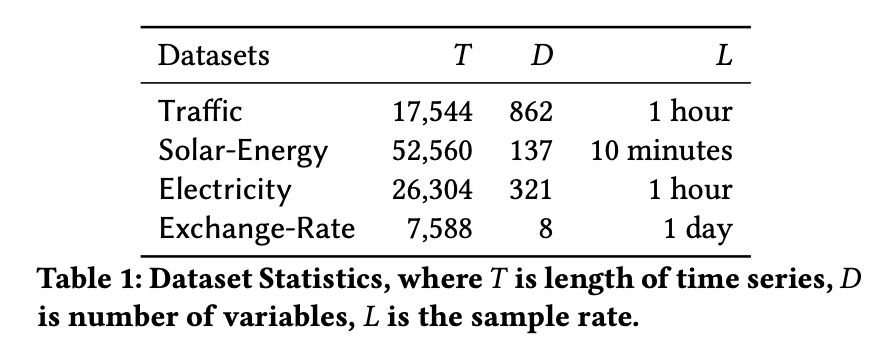 Datasets T D L
Traffic 17,544 862 1 hour
Solar-Energy 52,560 137 10 minutes
Electricity 26,304 321 1 hour
Exchange-Rate 7,588 8 1 day
Table 1: Dataset Statistics, where T is length of time series, D
is number of variables, L is the sample rate.